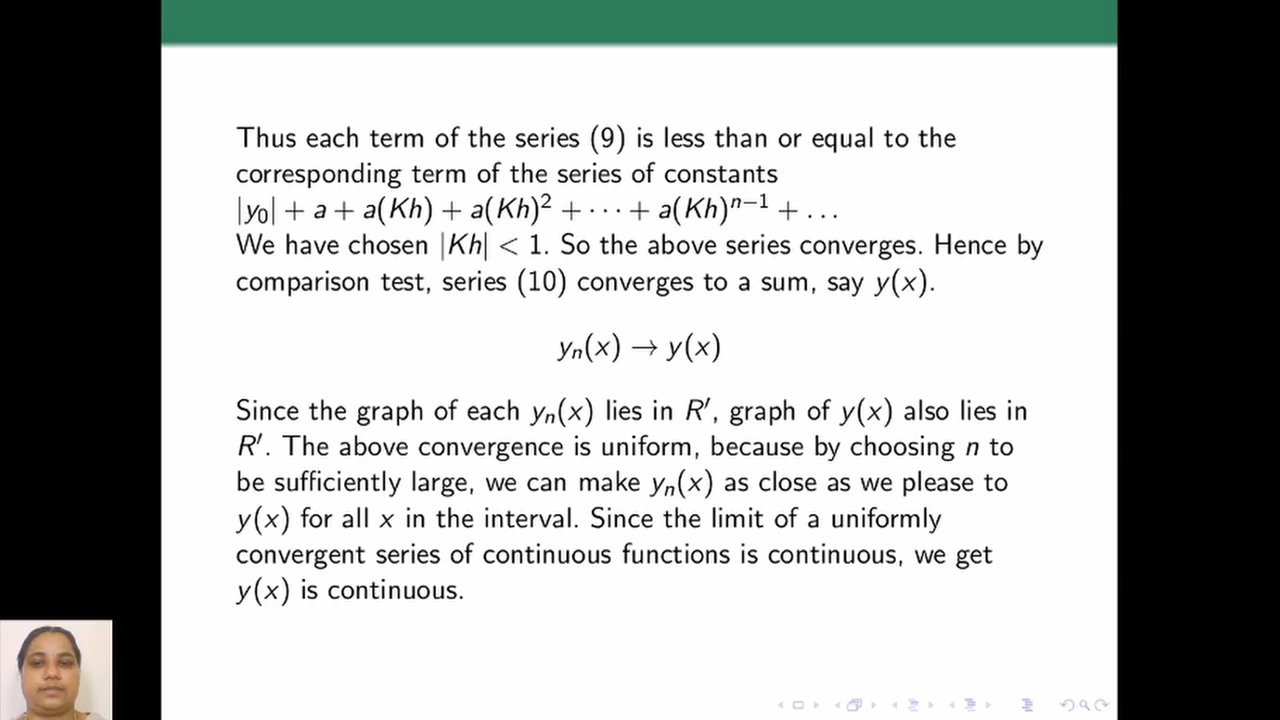 Thus each term of the series (9) is less than or equal to the
corresponding term of the series of constants
|y₀| + a + a(Kh) + a(Kh)² + ··· + a(Kh)ⁿ⁻¹ + ...
We have chosen |Kh| < 1. So the above series converges. Hence by
comparison test, series (10) converges to a sum, say y(x).
yₙ(x) → y(x)
Since the graph of each yₙ(x) lies in R′, graph of y(x) also lies in
R′. The above convergence is uniform, because by choosing n to
be sufficiently large, we can make yₙ(x) as close as we please to
y(x) for all x in the interval. Since the limit of a uniformly
convergent series of continuous functions is continuous, we get
y(x) is continuous.